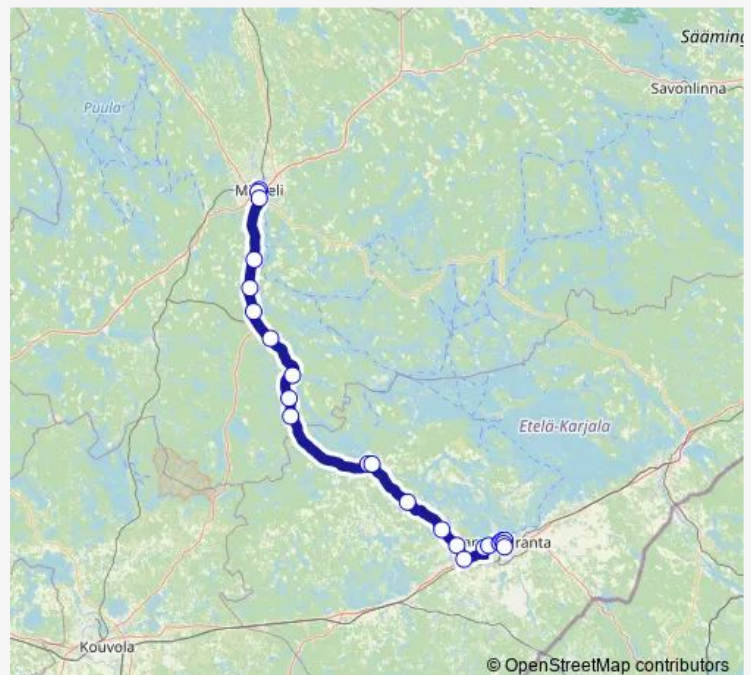 Sääming
Savonlinna
Puula
Etelä-Karjala
Kouvola
© OpenStreetMap contributors